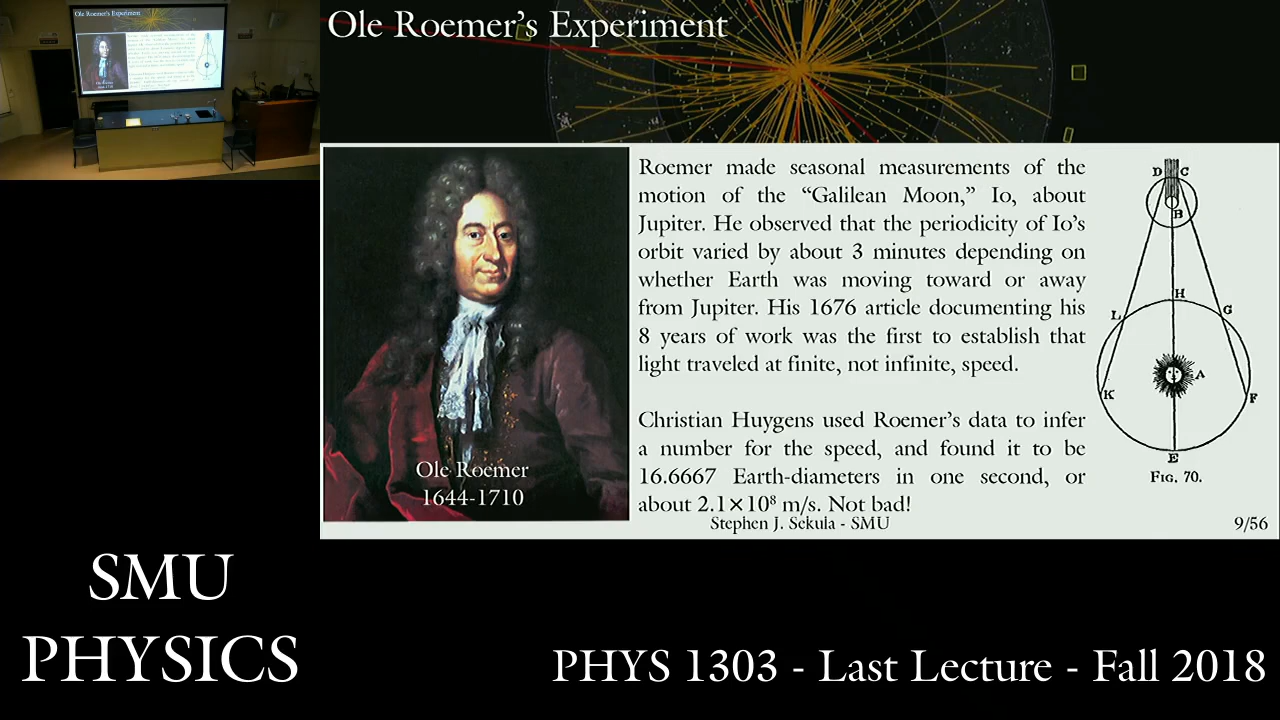 Ole Roemer's Experiment
Roemer made seasonal measurements of the
motion of the “Galilean Moon,” Io, about
Jupiter. He observed that the periodicity of Io's
orbit varied by about 3 minutes depending on
whether Earth was moving toward or away
from Jupiter. His 1676 article documenting his
8 years of work was the first to establish that
light traveled at finite, not infinite, speed.
Christian Huygens used Roemer's data to infer
a number for the speed, and found it to be
16.6667 Earth-diameters in one second, or
about 2.1×10⁸ m/s. Not bad!
Ole Roemer
1644-1710
D C
B
H
L G
A
K F
E
FIG. 70.
Stephen J. Sekula - SMU
9/56
SMU
PHYSICS
PHYS 1303 - Last Lecture - Fall 2018
Ole Roemer's Experiment